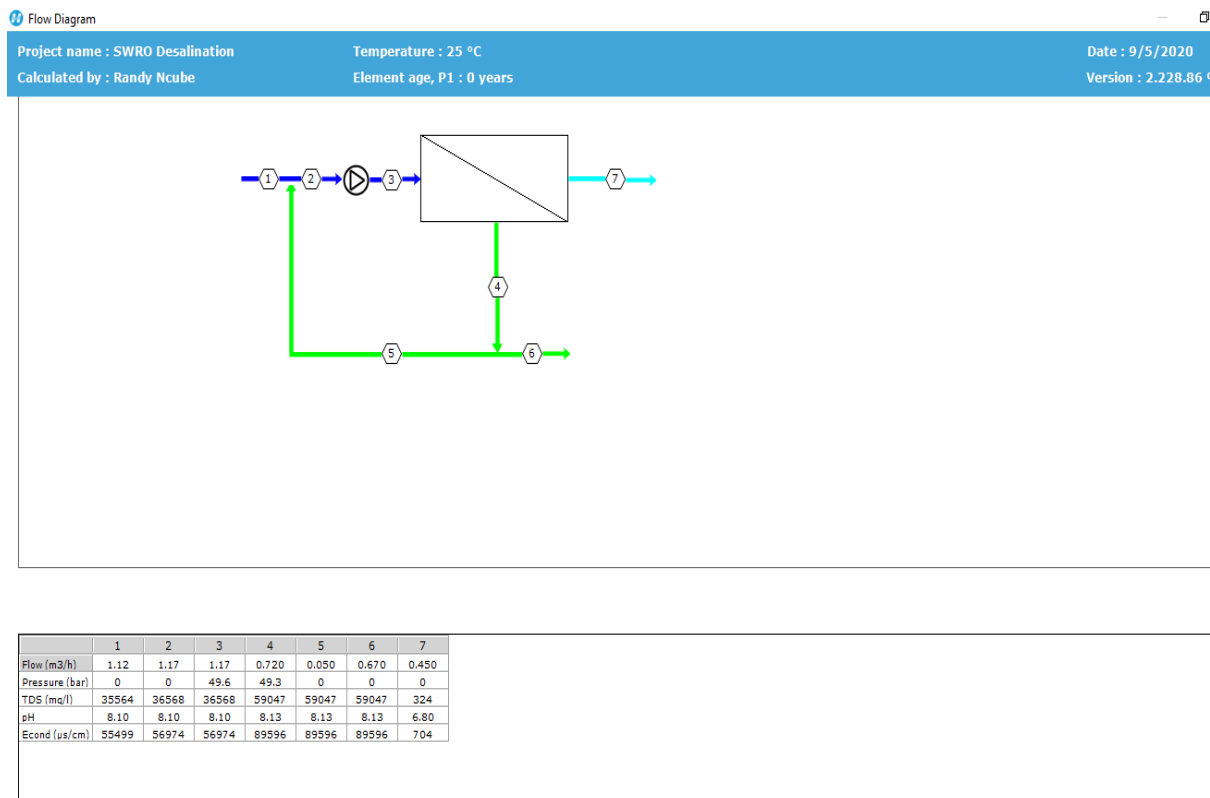 Flow Diagram
Project name : SWRO Desalination Temperature : 25 °C Date : 9/5/2020
Calculated by : Randy Ncube Element age, P1 : 0 years Version : 2.228.86 %
1 2 3 7
4
5 6
1 2 3 4 5 6 7
Flow (m3/h) 1.12 1.17 1.17 0.720 0.050 0.670 0.450
Pressure (bar) 0 0 49.6 49.3 0 0 0
TDS (mg/l) 35564 36568 36568 59047 59047 59047 324
pH 8.10 8.10 8.10 8.13 8.13 8.13 6.80
Econd (µs/cm) 55499 56974 56974 89596 89596 89596 704